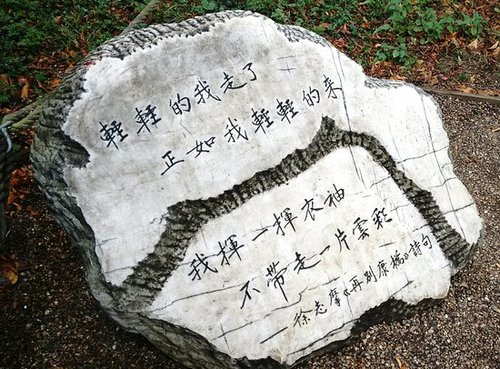 輕輕的我走了
正如我輕輕的来
我揮一揮衣袖
不帶走一片雲彩
—徐志摩《再別康橋》詩句